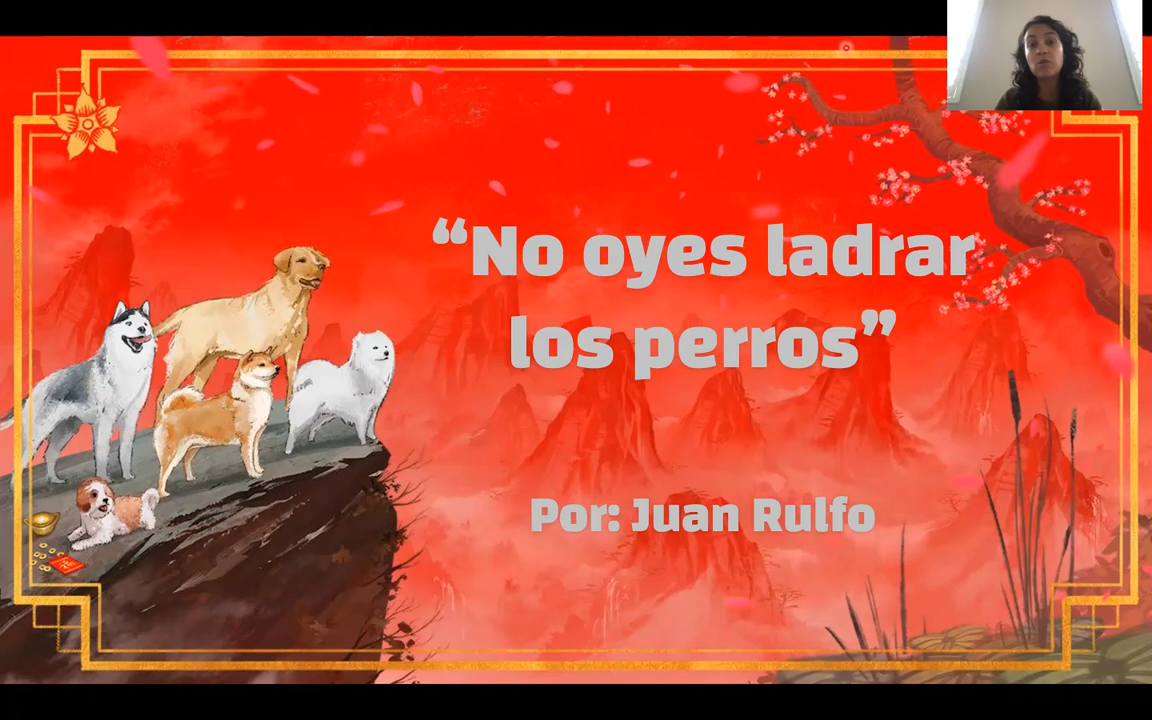 “No oyes ladrar
los perros”
Por: Juan Rulfo